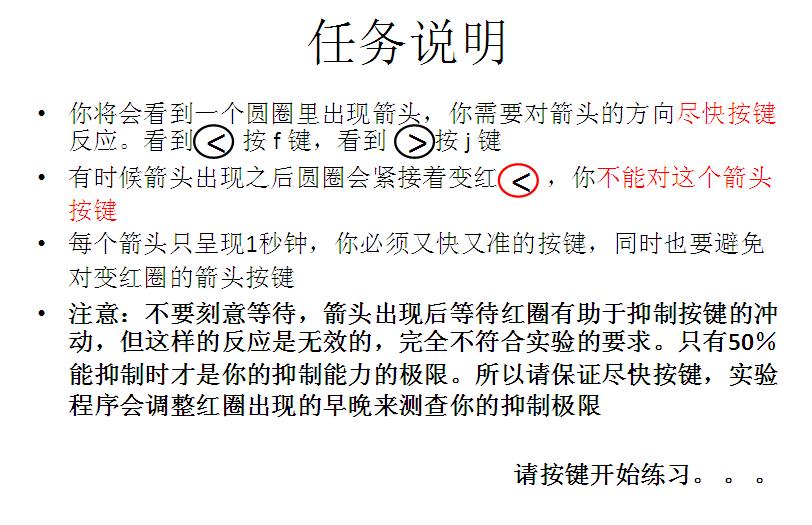 任务说明
• 你将会看到一个圆圈里出现箭头，你需要对箭头的方向尽快按键
反应。看到 < 按 f 键，看到 > 按 j 键
• 有时候箭头出现之后圆圈会紧接着变红 < ，你不能对这个箭头
按键
• 每个箭头只呈现1秒钟，你必须又快又准的按键，同时也要避免
对变红圈的箭头按键
• 注意：不要刻意等待，箭头出现后等待红圈有助于抑制按键的冲
动，但这样的反应是无效的，完全不符合实验的要求。只有50%
能抑制时才是你的抑制能力的极限。所以请保证尽快按键，实验
程序会调整红圈出现的早晚来测查你的抑制极限
请按键开始练习。。。